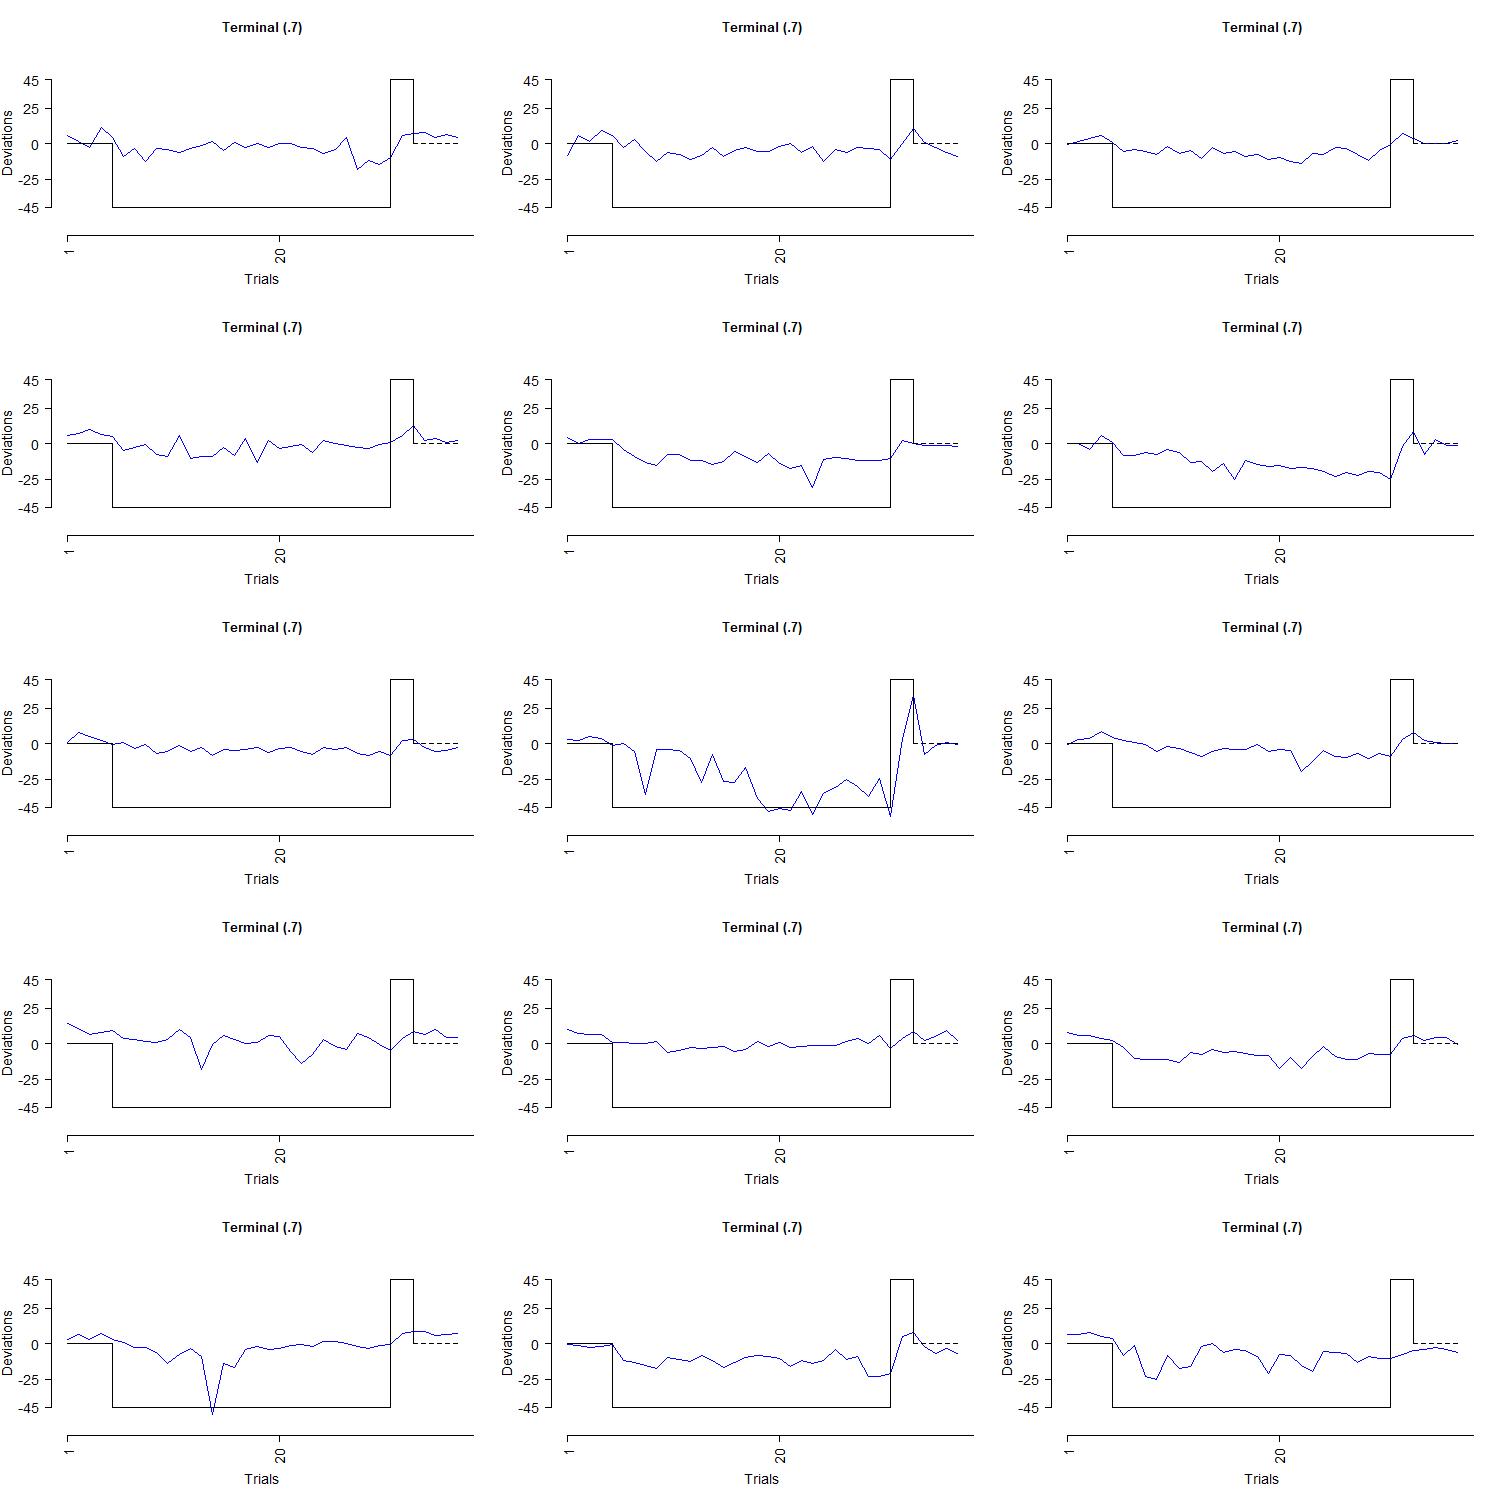 Terminal (.7) Terminal (.7) Terminal (.7)
45 45 45
25 25 25
0 0 0
-25 -25 -25
-45 -45 -45
Deviations Deviations Deviations
1 20 1 20 1 20
Trials Trials Trials
Terminal (.7) Terminal (.7) Terminal (.7)
45 45 45
25 25 25
0 0 0
-25 -25 -25
-45 -45 -45
Deviations Deviations Deviations
1 20 1 20 1 20
Trials Trials Trials
Terminal (.7) Terminal (.7) Terminal (.7)
45 45 45
25 25 25
0 0 0
-25 -25 -25
-45 -45 -45
Deviations Deviations Deviations
1 20 1 20 1 20
Trials Trials Trials
Terminal (.7) Terminal (.7) Terminal (.7)
45 45 45
25 25 25
0 0 0
-25 -25 -25
-45 -45 -45
Deviations Deviations Deviations
1 20 1 20 1 20
Trials Trials Trials
Terminal (.7) Terminal (.7) Terminal (.7)
45 45 45
25 25 25
0 0 0
-25 -25 -25
-45 -45 -45
Deviations Deviations Deviations
1 20 1 20 1 20
Trials Trials Trials